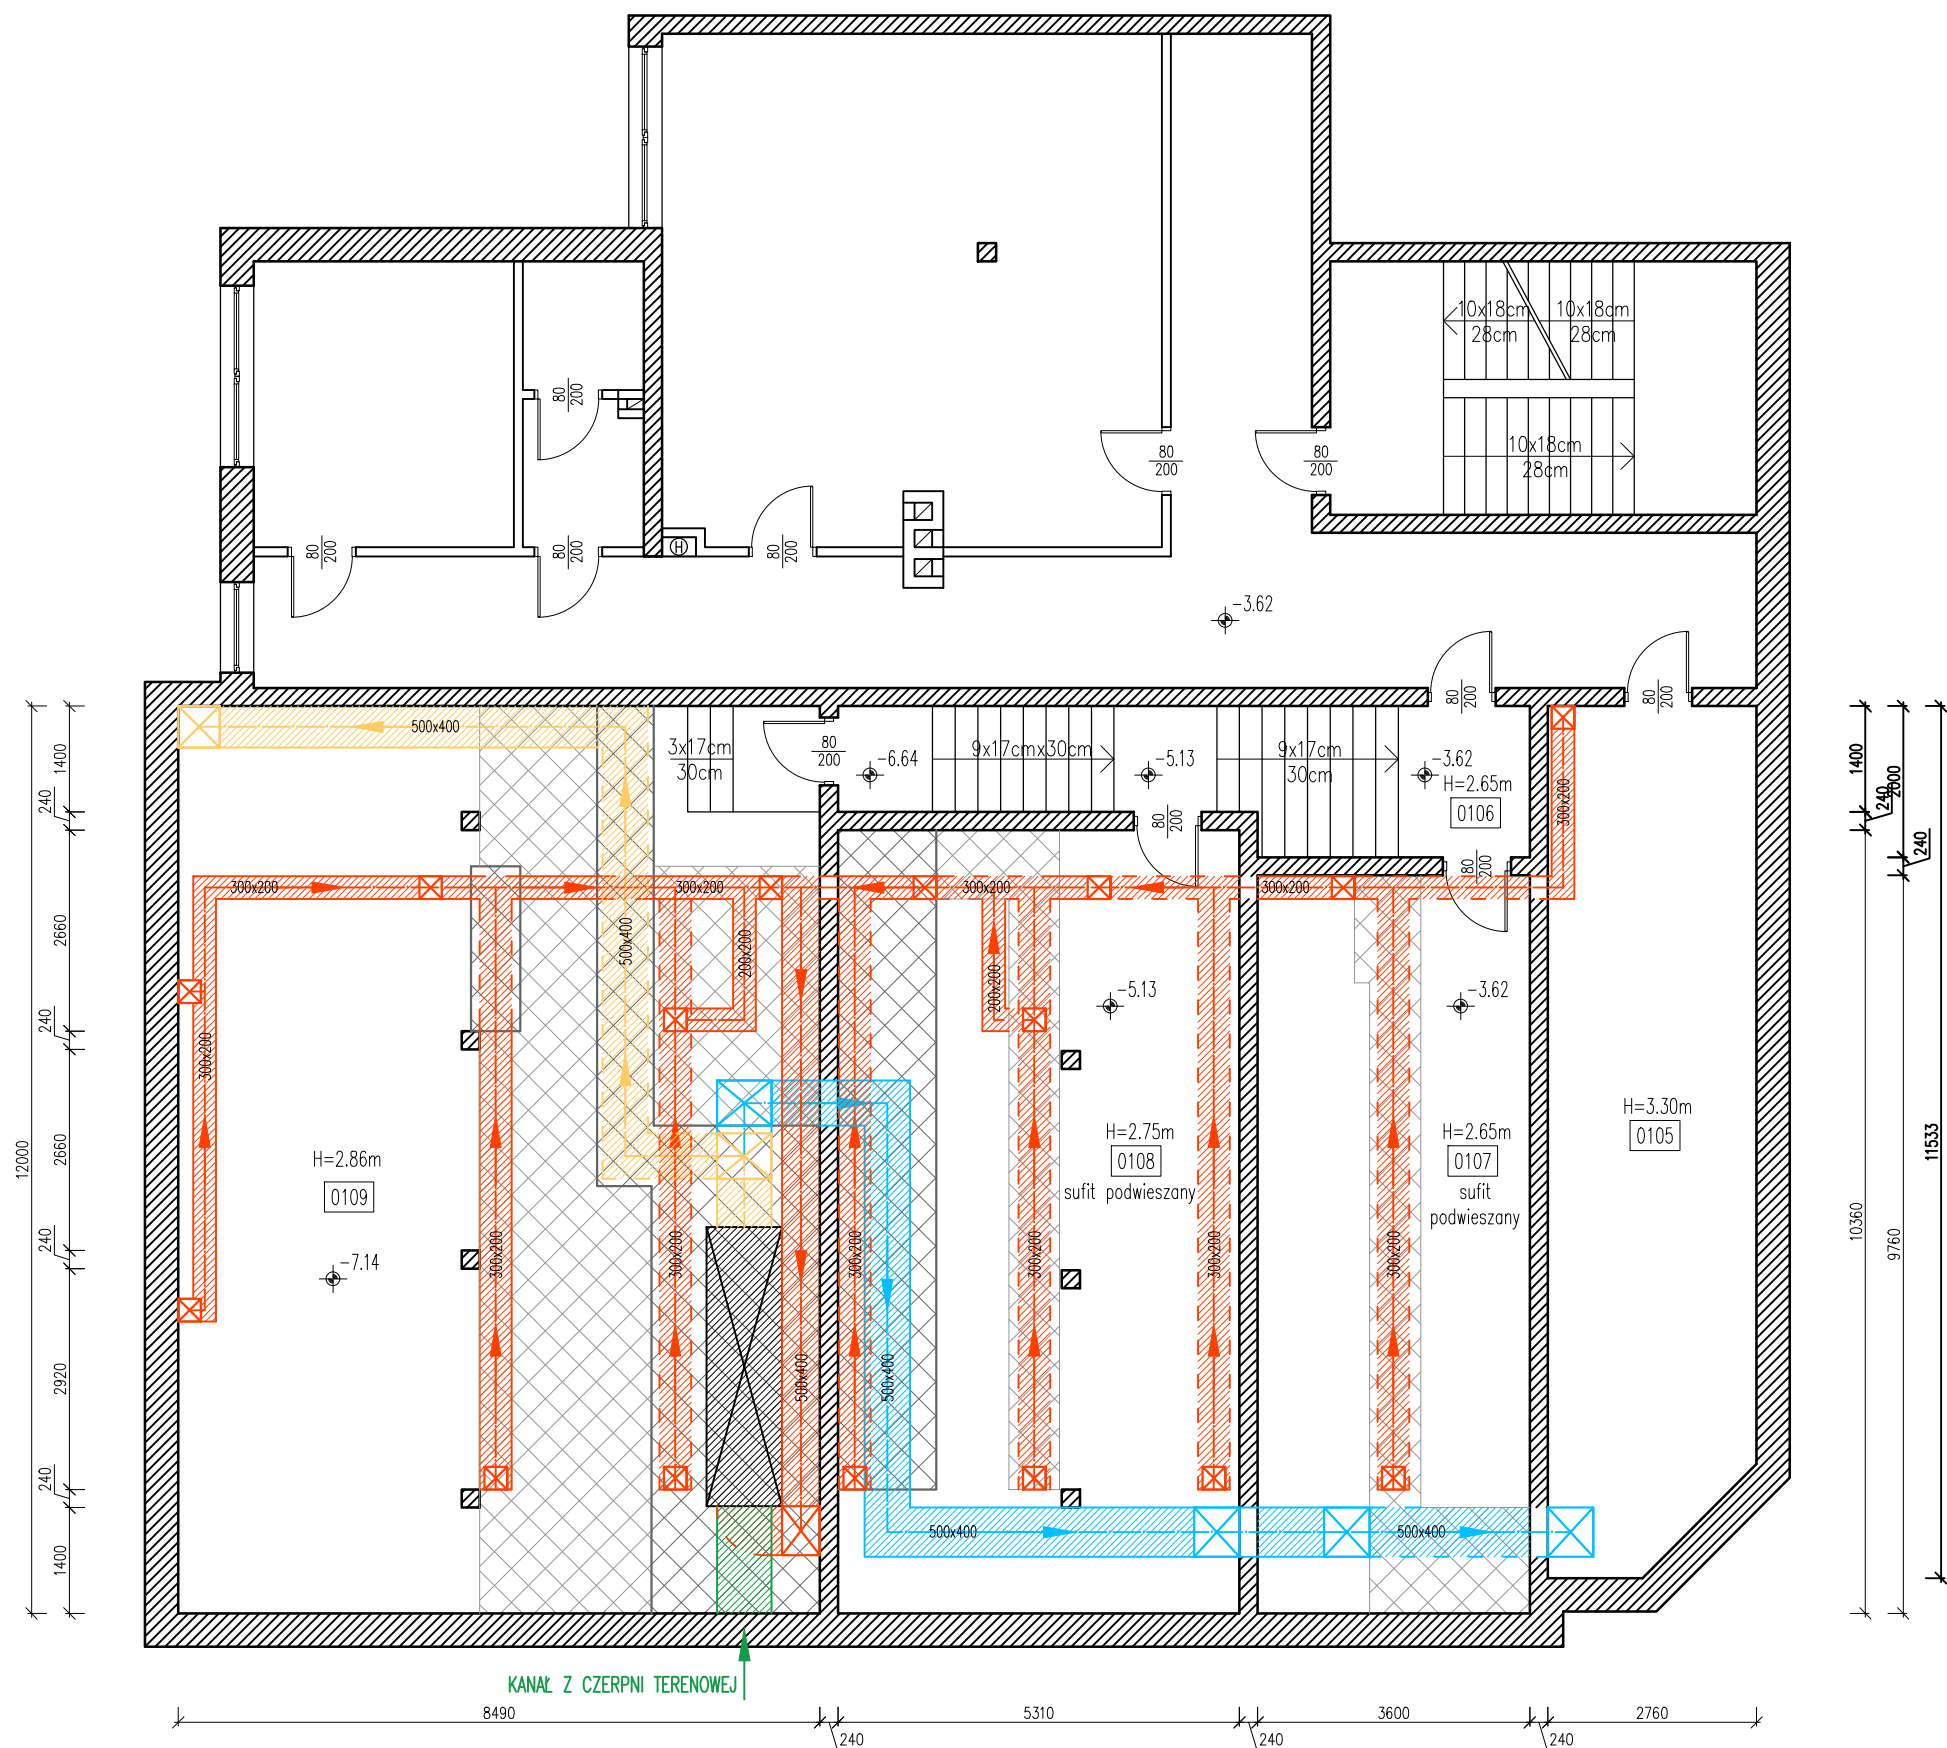 10x18cm 10x18cm
28cm 28cm
10x18cm
28cm
80
200
80
200
80
200
80
200
80
200
80
200
H
-3.62
80
200
80
200
500x400
3x17cm
30cm
80
200
-6.64
9x17cmx30cm
-5.13
9x17cm
30cm
-3.62
H=2.65m
0106
300x200
80
200
80
200
300x200
300x200
300x200
300x200
500x400
200x200
200x200
300x200
-5.13
-3.62
H=2.86m
0109
-7.14
H=2.75m
0108
sufit podwieszany
H=2.65m
0107
sufit
podwieszany
H=3.30m
0105
300x200
300x200
300x200
300x200
300x200
300x200
500x400
500x400
500x400
500x400
KANAŁ Z CZERPNI TERENOWEJ
12000
1400
240
2660
240
2660
240
2920
240
1400
1400
240
10360
2000
240
9760
11533
8490
240
5310
240
3600
240
2760